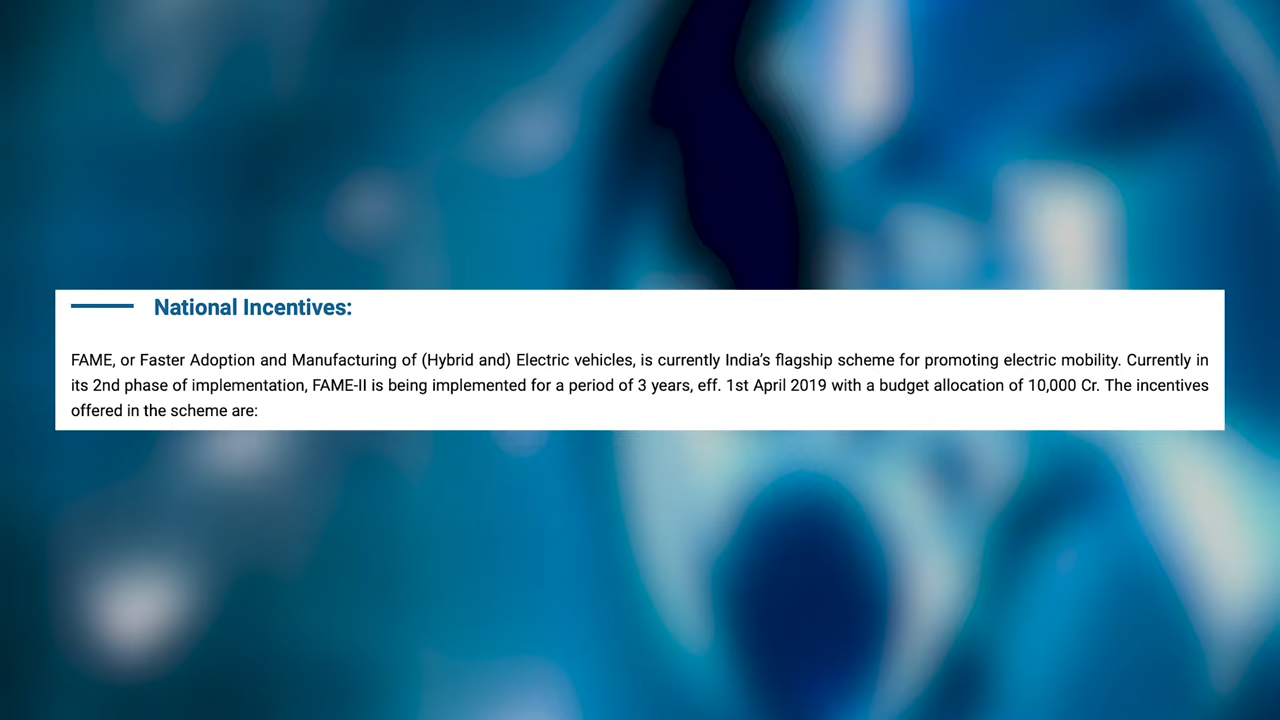 National Incentives:
FAME, or Faster Adoption and Manufacturing of (Hybrid and) Electric vehicles, is currently India's flagship scheme for promoting electric mobility. Currently in
its 2nd phase of implementation, FAME-II is being implemented for a period of 3 years, eff. 1st April 2019 with a budget allocation of 10,000 Cr. The incentives
offered in the scheme are: